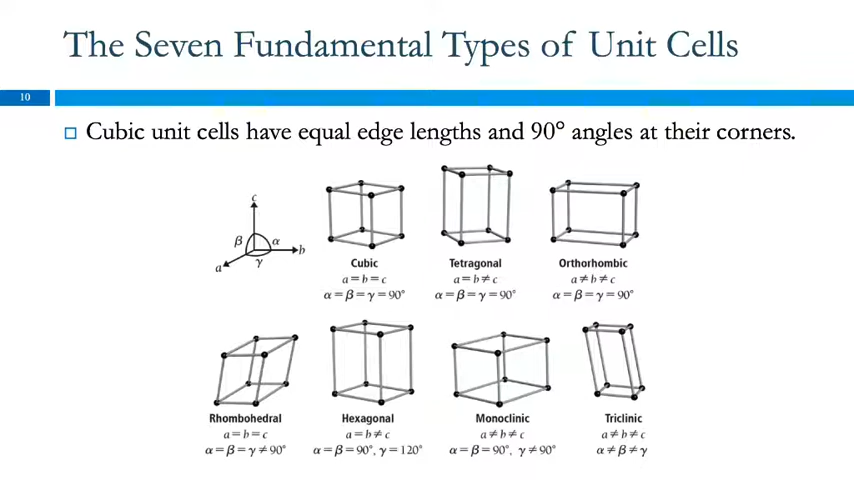 The Seven Fundamental Types of Unit Cells
10
Cubic unit cells have equal edge lengths and 90° angles at their corners.
c
β α
b
a γ
Cubic
a = b = c
α = β = γ = 90°
Tetragonal
a = b ≠ c
α = β = γ = 90°
Orthorhombic
a ≠ b ≠ c
α = β = γ = 90°
Rhombohedral
a = b = c
α = β = γ ≠ 90°
Hexagonal
a = b ≠ c
α = β = 90°, γ = 120°
Monoclinic
a ≠ b ≠ c
α = β = 90°, γ ≠ 90°
Triclinic
a ≠ b ≠ c
α ≠ β ≠ γ